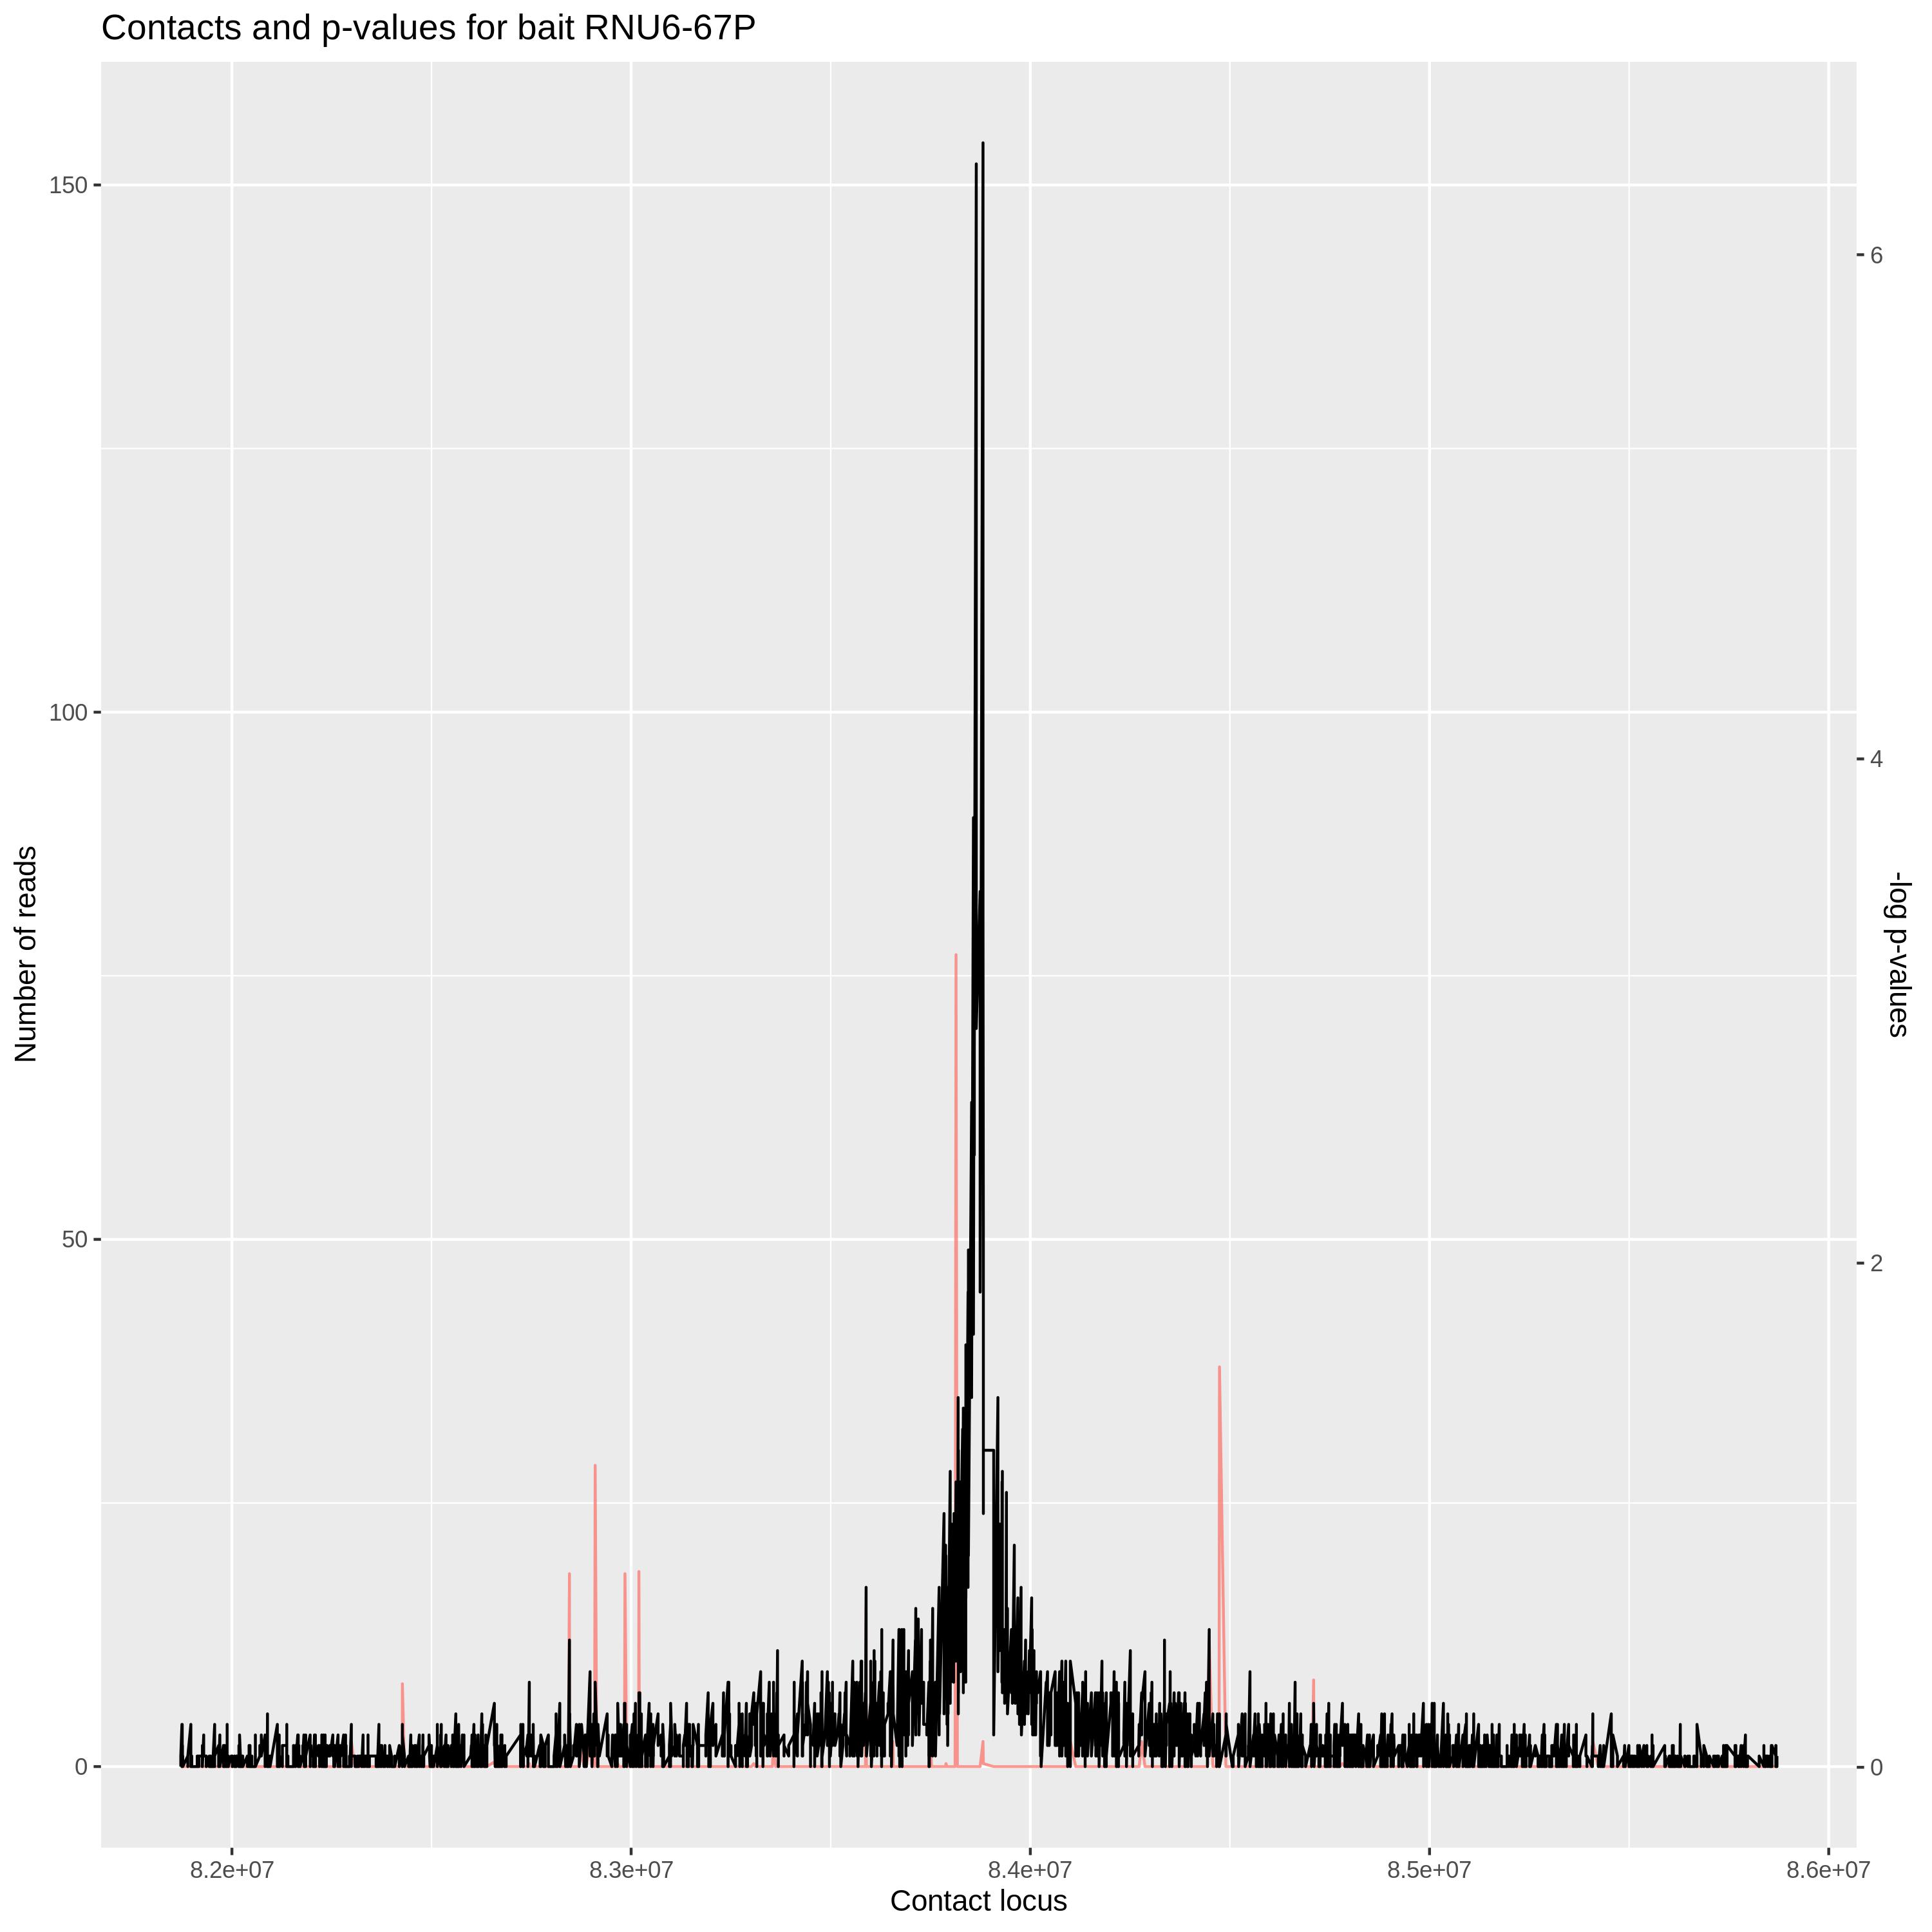 Contacts and p-values for bait RNU6-67P
150
100
50
0
Number of reads
6
4
2
0
-log p-values
8.2e+07 8.3e+07 8.4e+07 8.5e+07 8.6e+07
Contact locus